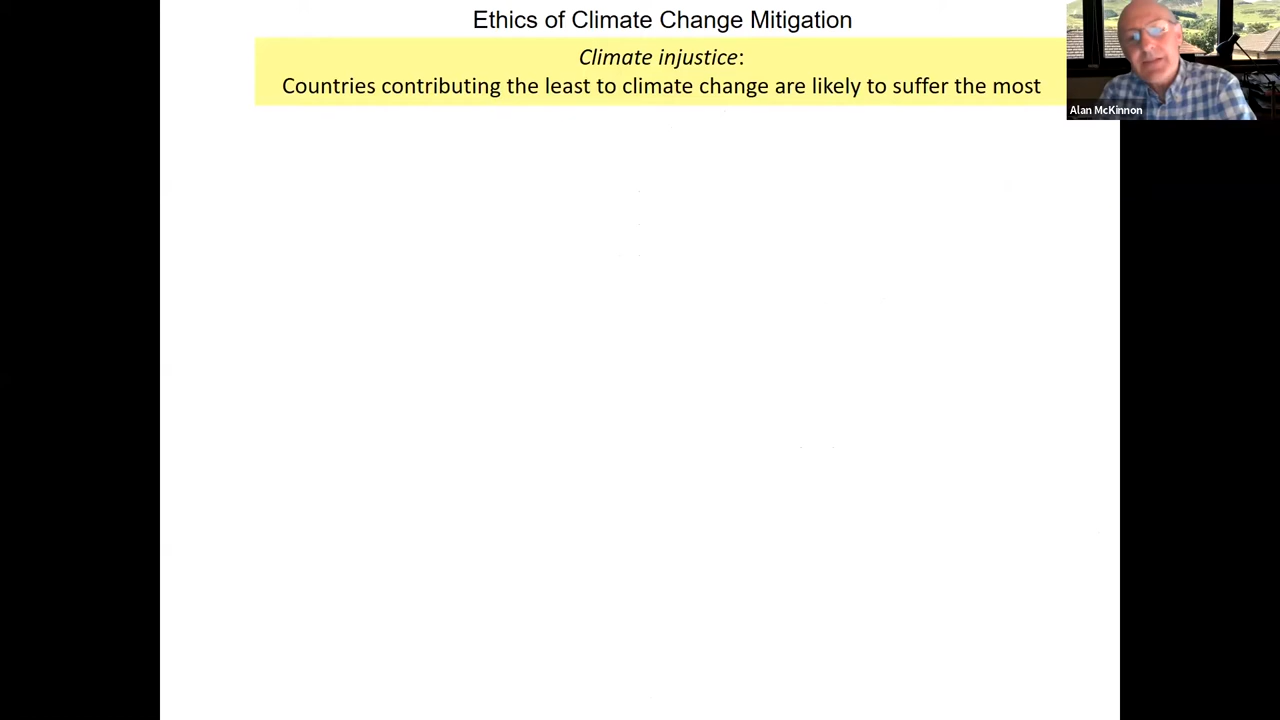 Ethics of Climate Change Mitigation
Climate injustice:
Countries contributing the least to climate change are likely to suffer the most
Alan McKinnon